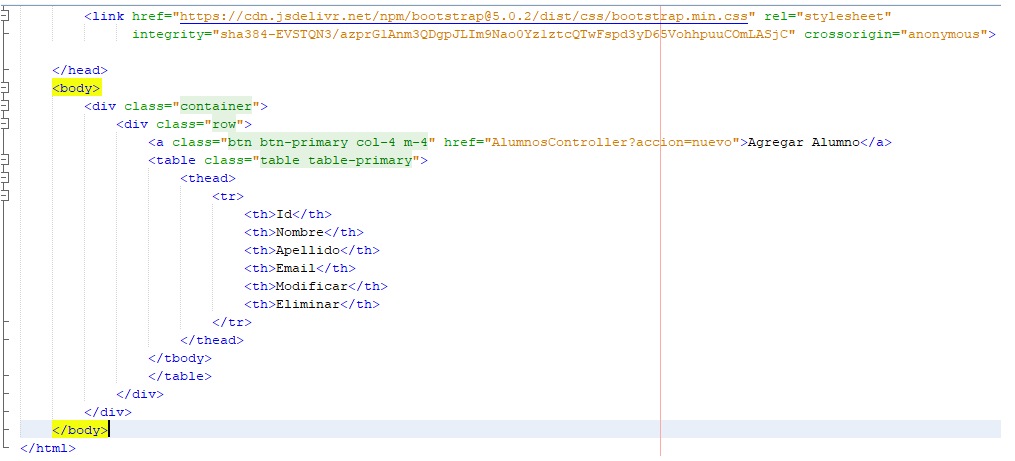 <link href="https://cdn.jsdelivr.net/npm/bootstrap@5.0.2/dist/css/bootstrap.min.css" rel="stylesheet"
integrity="sha384-EVSTQN3/azprG1Anm3QDgpJLIm9Nao0Yz1ztcQTwFspd3yD65VohhpuuCOmLASjC" crossorigin="anonymous">
</head>
<body>
<div class="container">
<div class="row">
<a class="btn btn-primary col-4 m-4" href="AlumnosController?accion=nuevo">Agregar Alumno</a>
<table class="table table-primary">
<thead>
<tr>
<th>Id</th>
<th>Nombre</th>
<th>Apellido</th>
<th>Email</th>
<th>Modificar</th>
<th>Eliminar</th>
</tr>
</thead>
</tbody>
</table>
</div>
</div>
</body>
</html>